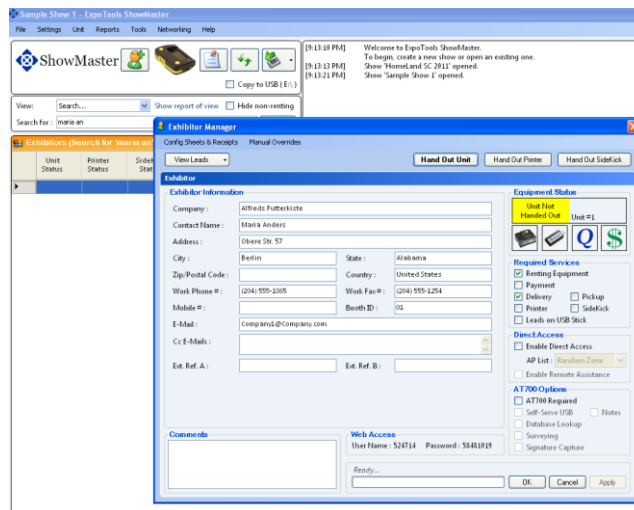 Sample Show 1 - ExpoTools ShowMaster
File Settings Unit Reports Tools Networking Help
ShowMaster
Copy to USB ( E:\ )
[9:13:10 PM] Welcome to ExpoTools ShowMaster.
To begin, create a new show or open an existing one.
[9:13:13 PM] Show 'HomeLand SC 2011' opened.
[9:13:21 PM] Show 'Sample Show 1' opened.
View: Search... Show report of view Hide non-renting
Search for: maria an
Exhibitors (Search for 'maria an'
Unit Status Printer Status
Exhibitor Manager
Config Sheets & Receipts Manual Overrides
View Leads Hand Out Unit Hand Out Printer Hand Out SideKick
Exhibitor
Exhibitor Information
Company : Alfreds Futterkiste
Contact Name : Maria Anders
Address : Obere Str. 57
City : Berlin State : Alabama
Zip/Postal Code : Country : United States
Work Phone # : (204) 555-1065 Work Fax# : (204) 555-1254
Mobile # : Booth ID : 01
E-Mail : Company1@Company.com
Cc E-Mails :
Ext. Ref. A : Ext. Ref. B :
Equipment Status
Unit Not
Handed Out Unit #1
Q $
Required Services
Renting Equipment
Payment
Delivery Pickup
Printer SideKick
Leads on USB Stick
Direct Access
Enable Direct Access
AP List : Random Zone
Enable Remote Assistance
AT700 Options
AT700 Required
Self-Serve USB Notes
Database Lookup
Surveying
Signature Capture
Comments
Web Access
User Name : 524714 Password : 58481019
Ready...
OK Cancel Apply